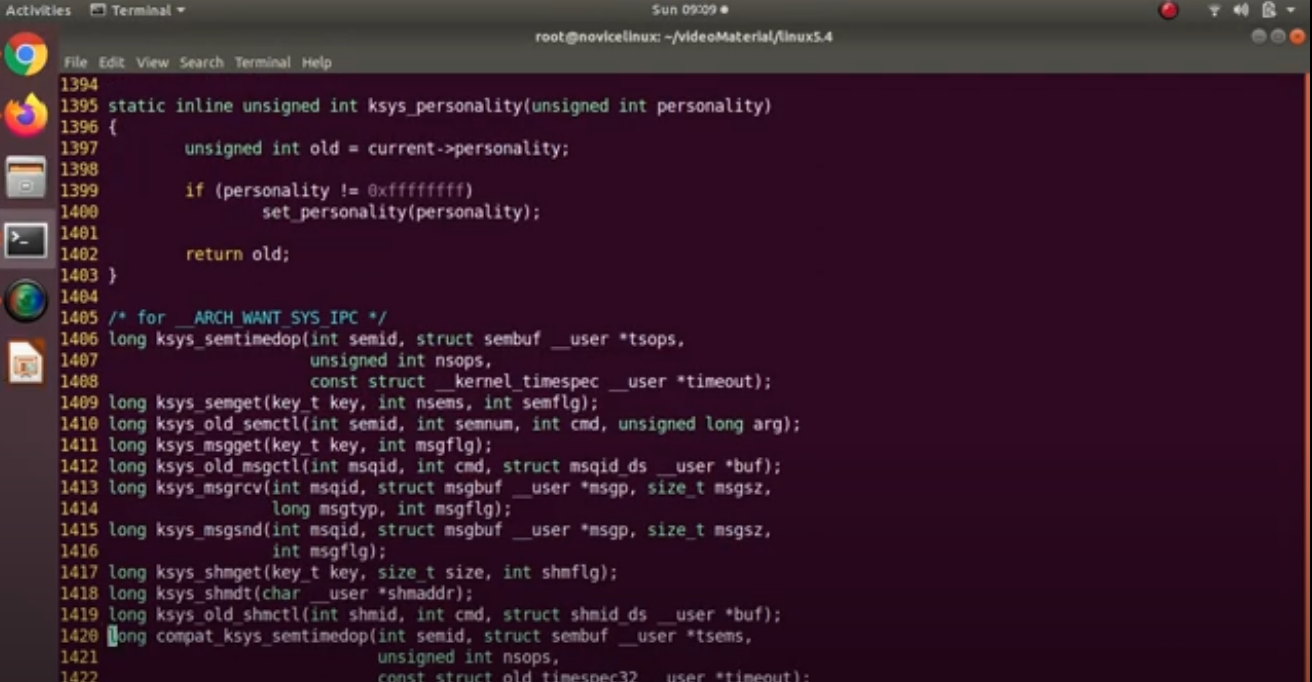 Activities Terminal Sun 09:09
root@novicelinux: ~/videoMaterial/linux5.4
File Edit View Search Terminal Help
1394
1395 static inline unsigned int ksys_personality(unsigned int personality)
1396 {
1397         unsigned int old = current->personality;
1398
1399         if (personality != 0xffffffff)
1400                 set_personality(personality);
1401
1402         return old;
1403 }
1404
1405 /* for __ARCH_WANT_SYS_IPC */
1406 long ksys_semtimedop(int semid, struct sembuf __user *tsops,
1407                      unsigned int nsops,
1408                      const struct __kernel_timespec __user *timeout);
1409 long ksys_semget(key_t key, int nsems, int semflg);
1410 long ksys_old_semctl(int semid, int semnum, int cmd, unsigned long arg);
1411 long ksys_msgget(key_t key, int msgflg);
1412 long ksys_old_msgctl(int msqid, int cmd, struct msqid_ds __user *buf);
1413 long ksys_msgrcv(int msqid, struct msgbuf __user *msgp, size_t msgsz,
1414                  long msgtyp, int msgflg);
1415 long ksys_msgsnd(int msqid, struct msgbuf __user *msgp, size_t msgsz,
1416                  int msgflg);
1417 long ksys_shmget(key_t key, size_t size, int shmflg);
1418 long ksys_shmdt(char __user *shmaddr);
1419 long ksys_old_shmctl(int shmid, int cmd, struct shmid_ds __user *buf);
1420 long compat_ksys_semtimedop(int semid, struct sembuf __user *tsems,
1421                             unsigned int nsops,
1422                             const struct old_timespec32 __user *timeout);